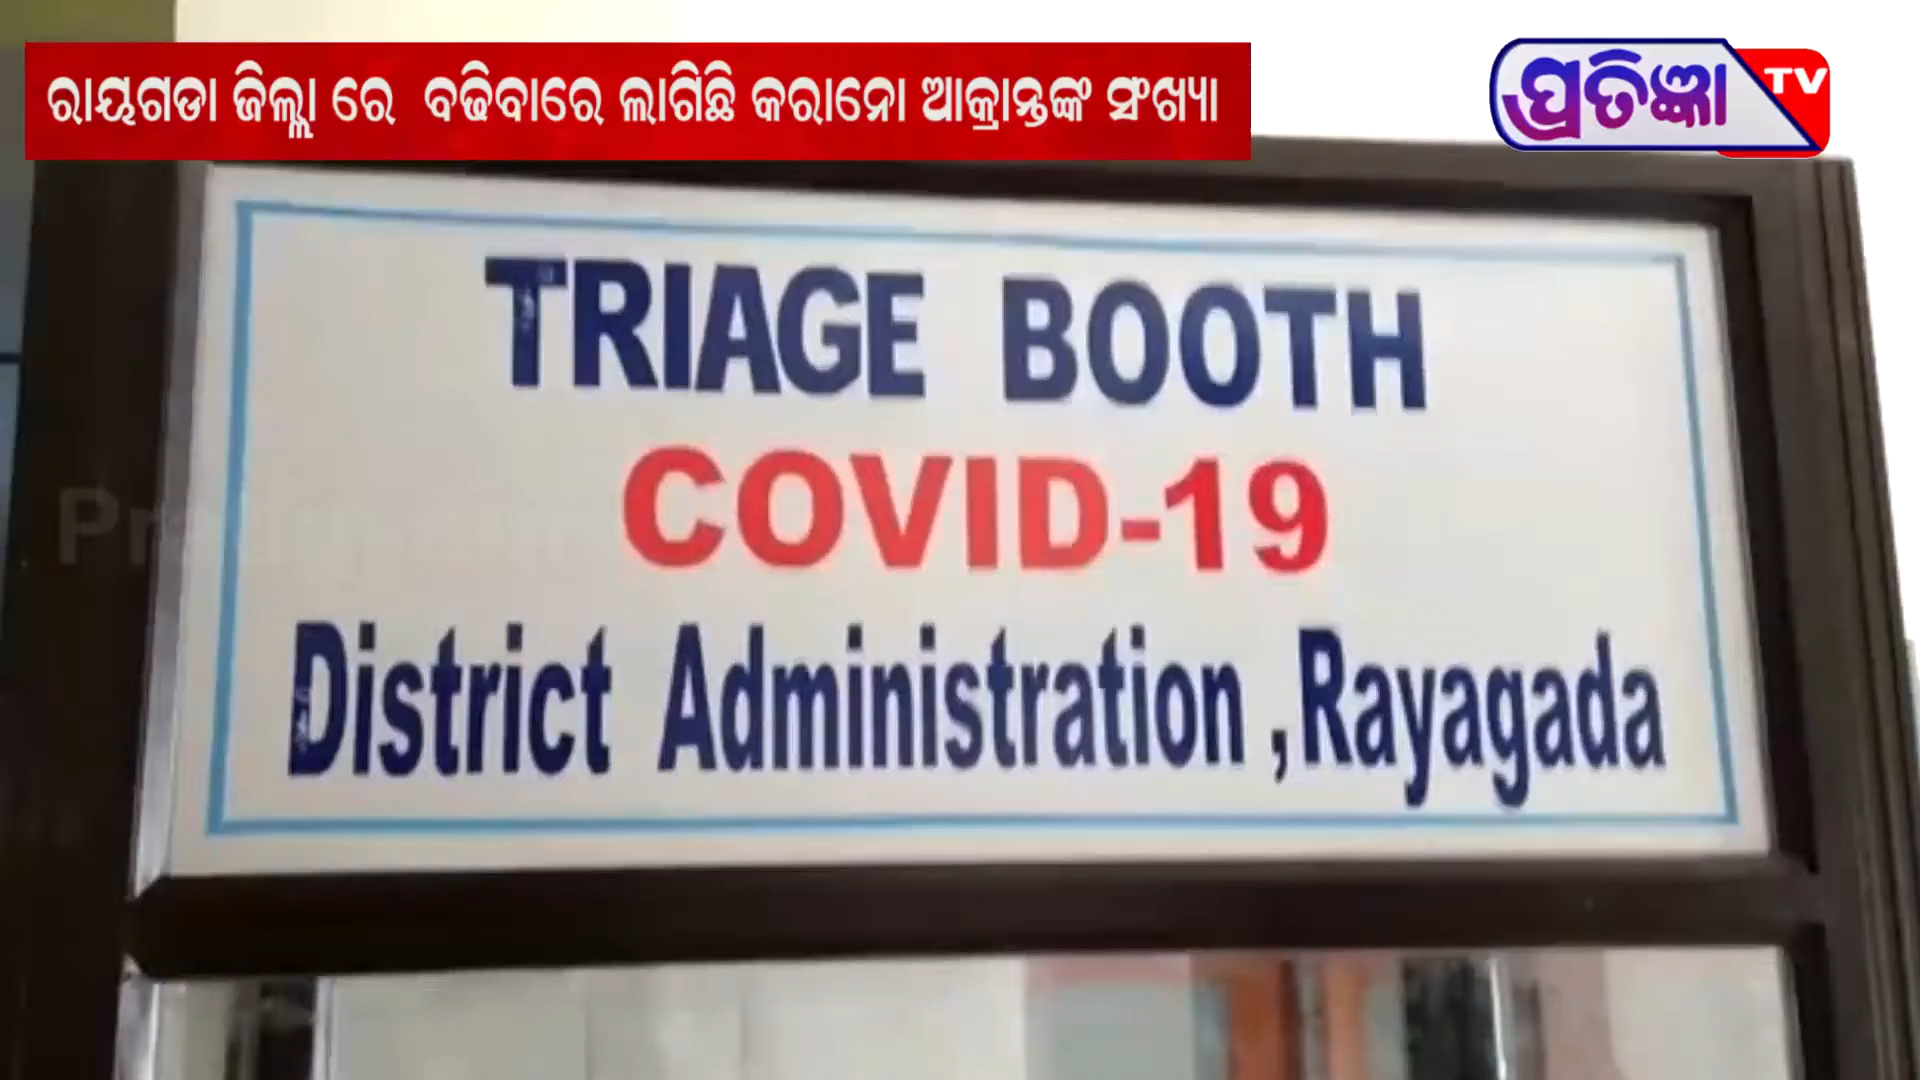 ରାୟଗଡା ଜିଲ୍ଲା ରେ ବଢିବାରେ ଲାଗିଛି କରାନୋ ଆକ୍ରାନ୍ତଙ୍କ ସଂଖ୍ୟା
ପ୍ରତିଜ୍ଞା TV
TRIAGE BOOTH
COVID-19
District Administration ,Rayagada